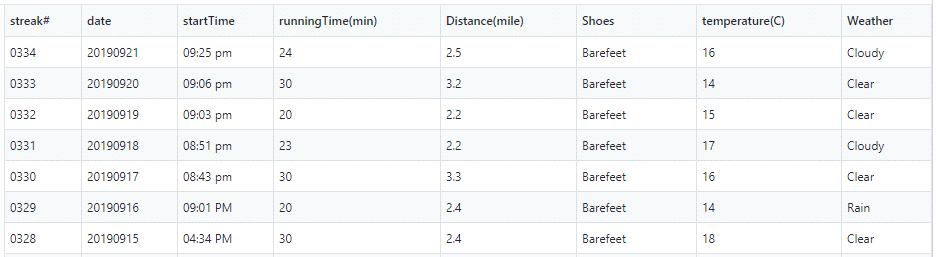 streak# date startTime runningTime(min) Distance(mile) Shoes temperature(C) Weather
0334 20190921 09:25 pm 24 2.5 Barefeet 16 Cloudy
0333 20190920 09:06 pm 30 3.2 Barefeet 14 Clear
0332 20190919 09:03 pm 20 2.2 Barefeet 15 Clear
0331 20190918 08:51 pm 23 2.2 Barefeet 17 Cloudy
0330 20190917 08:43 pm 30 3.3 Barefeet 16 Clear
0329 20190916 09:01 PM 20 2.4 Barefeet 14 Rain
0328 20190915 04:34 PM 30 2.4 Barefeet 18 Clear